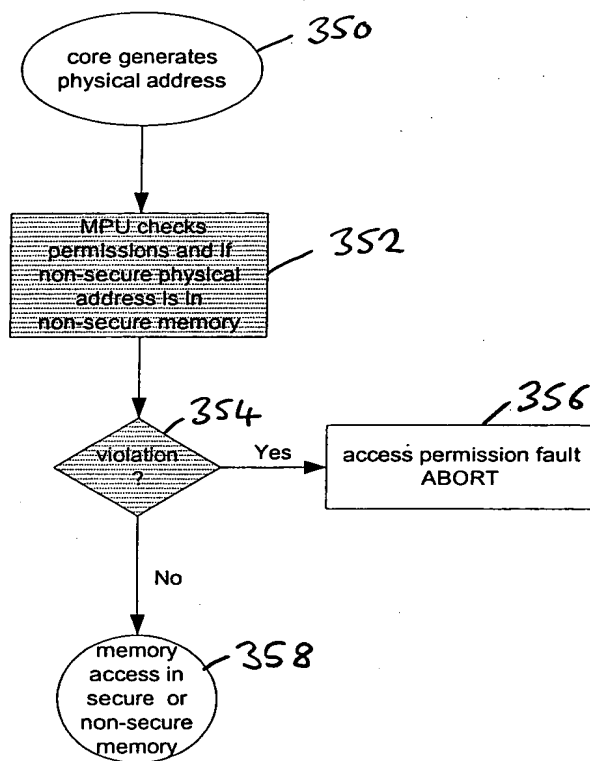 350
core generates
physical address
MPU checks
permissions and if
non-secure physical
address is in
non-secure memory
352
354
violation
?
Yes
356
access permission fault
ABORT
No
memory
access in
secure or
non-secure
memory
358